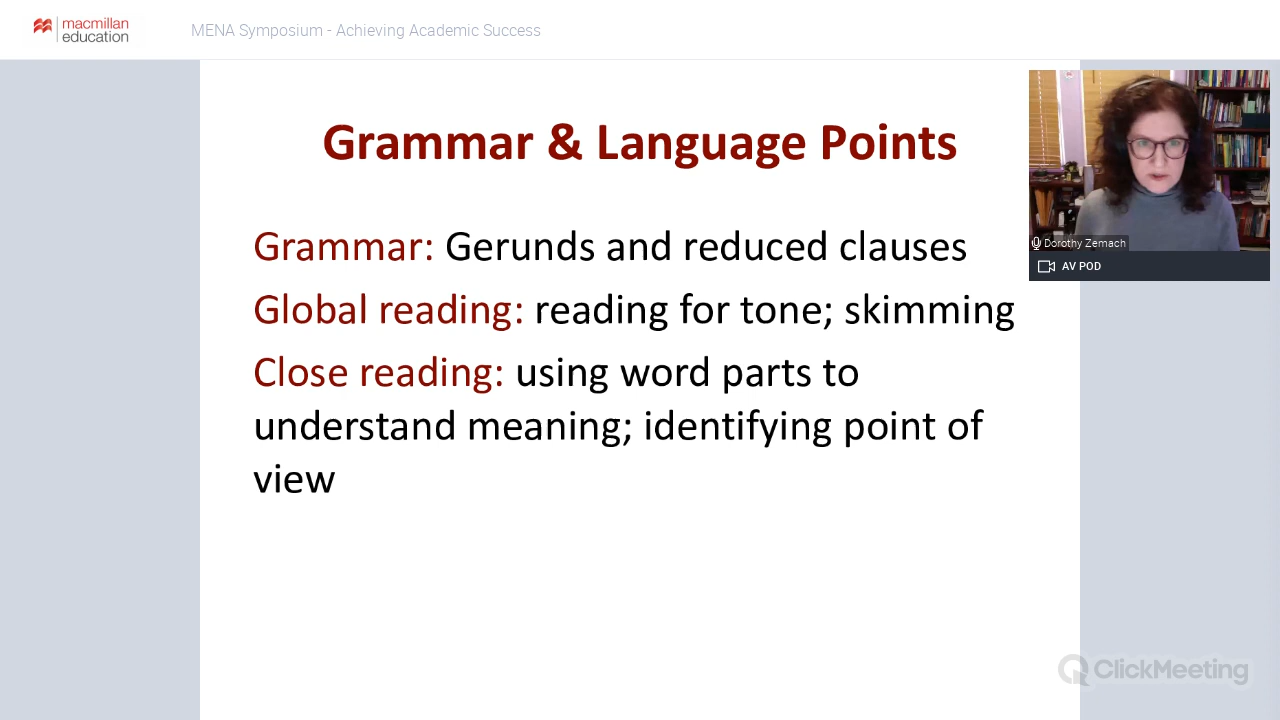 macmillan
education
MENA Symposium - Achieving Academic Success
Grammar & Language Points
Grammar: Gerunds and reduced clauses
Global reading: reading for tone; skimming
Close reading: using word parts to
understand meaning; identifying point of
view
Dorothy Zemach
AV POD
ClickMeeting